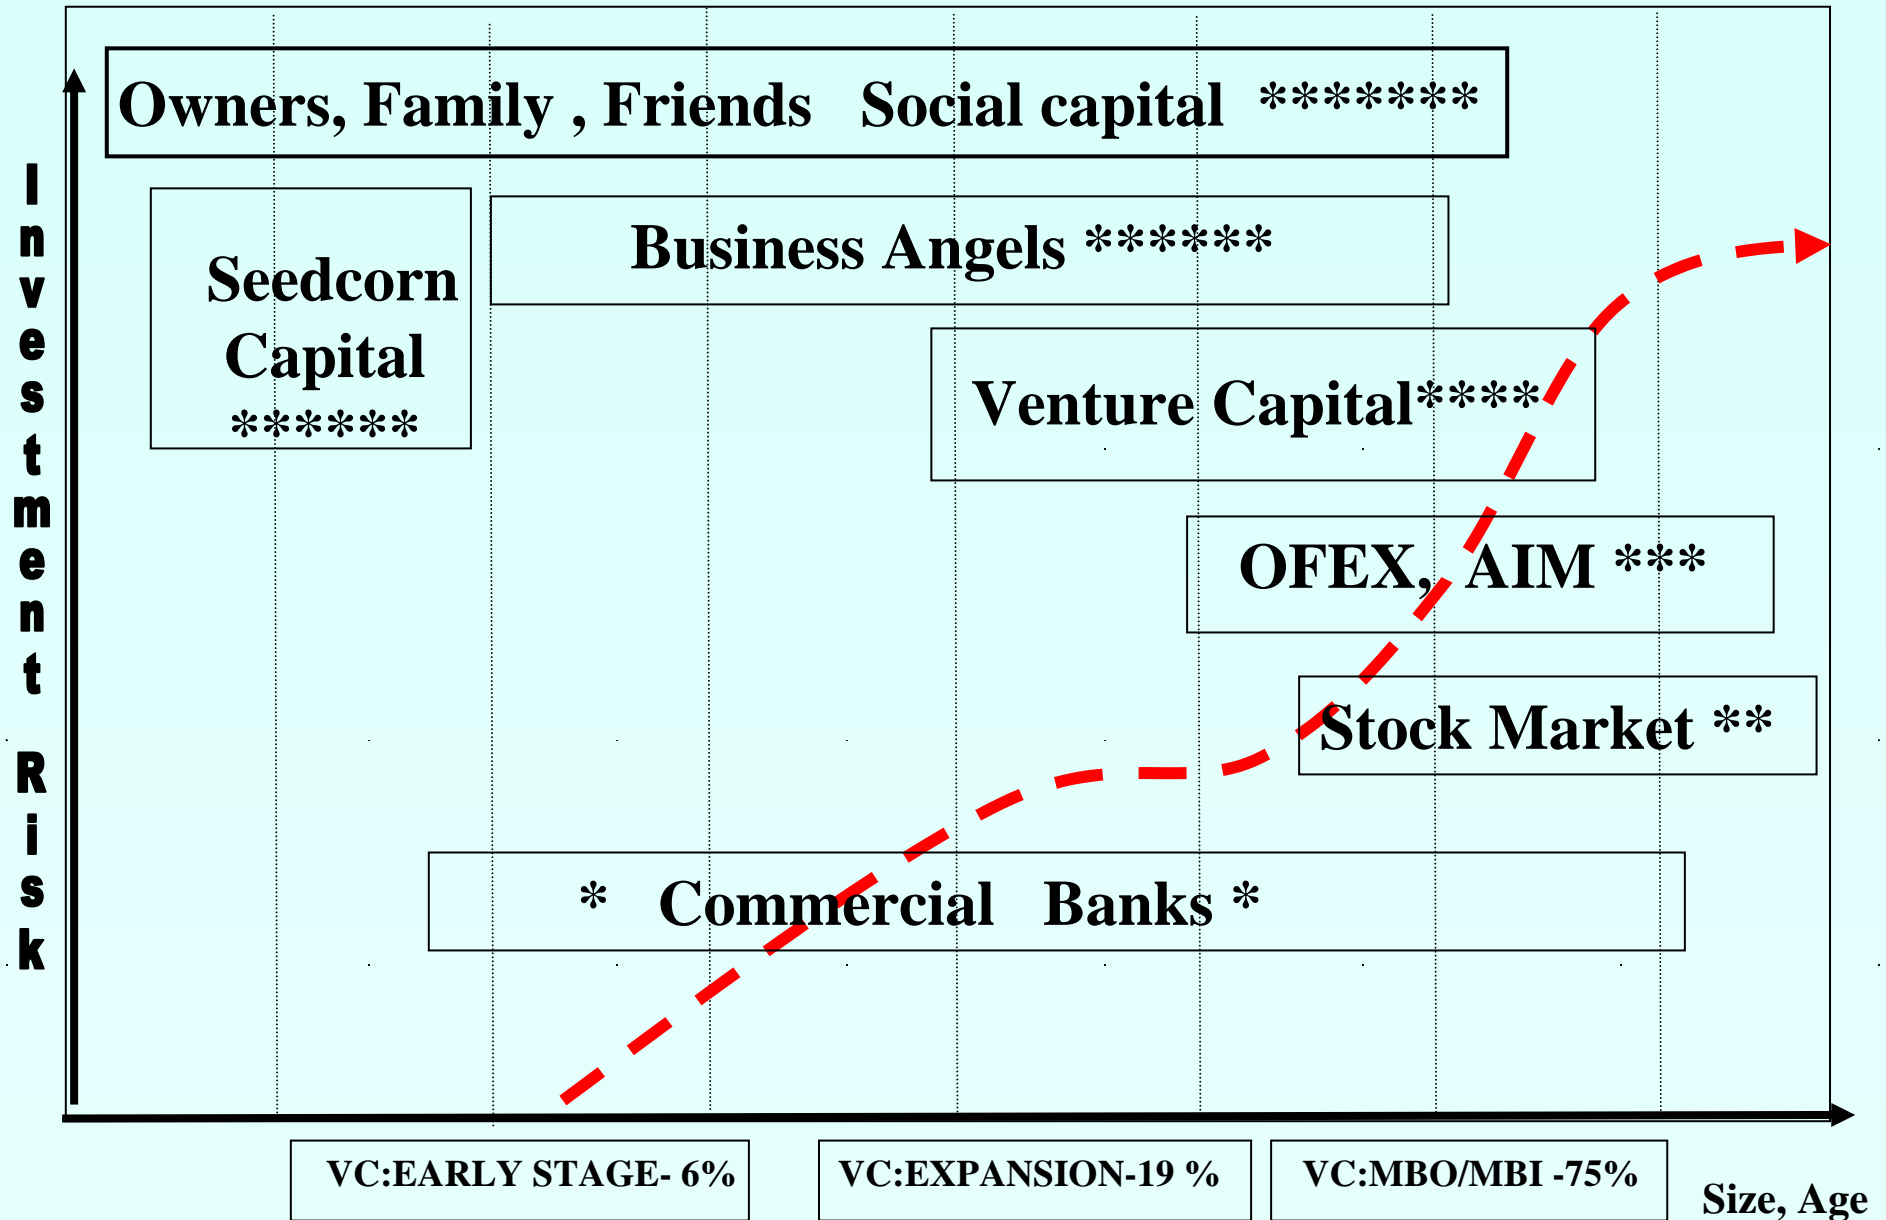 Owners, Family , Friends Social capital *******
Investment Risk
Seedcorn
Capital
******
Business Angels ******
Venture Capital****
OFEX, AIM ***
Stock Market **
* Commercial Banks *
VC:EARLY STAGE- 6%
VC:EXPANSION-19 %
VC:MBO/MBI -75%
Size, Age